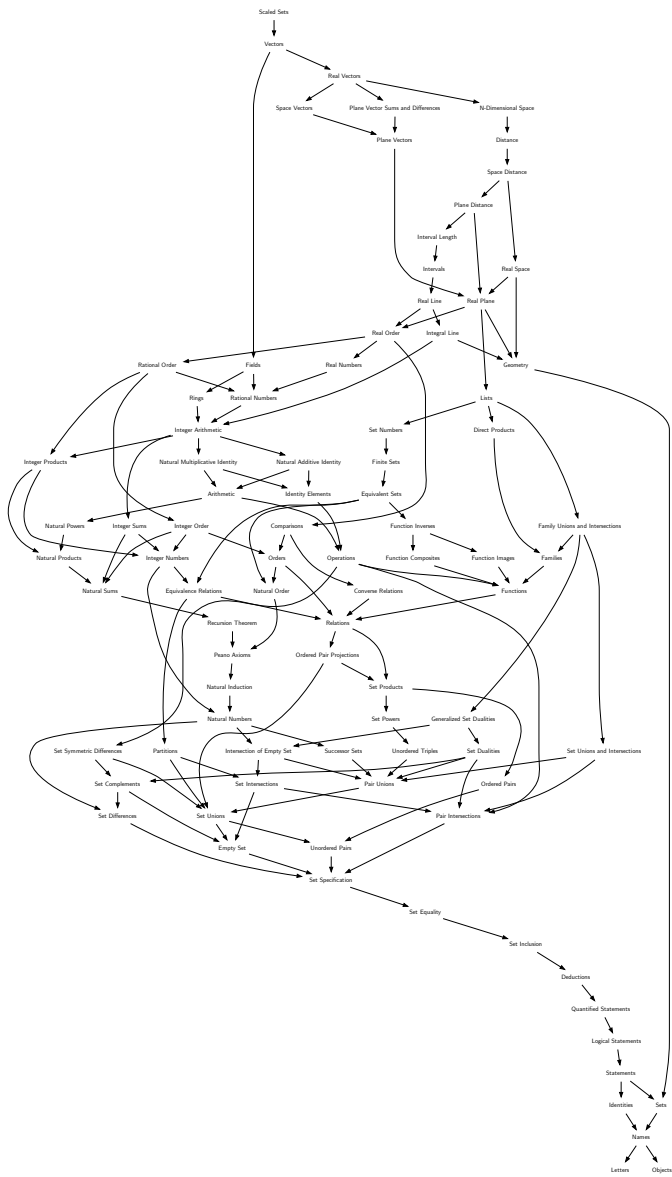 Scaled Sets
Vectors
Real Vectors
Space Vectors
Plane Vector Sums and Differences
N-Dimensional Space
Plane Vectors
Distance
Space Distance
Plane Distance
Interval Length
Intervals
Real Space
Real Line
Real Plane
Real Order
Integral Line
Rational Order
Fields
Real Numbers
Geometry
Rings
Rational Numbers
Lists
Integer Arithmetic
Set Numbers
Direct Products
Integer Products
Natural Multiplicative Identity
Natural Additive Identity
Finite Sets
Arithmetic
Identity Elements
Equivalent Sets
Natural Powers
Integer Sums
Integer Order
Comparisons
Function Inverses
Family Unions and Intersections
Natural Products
Integer Numbers
Orders
Operations
Function Composites
Function Images
Families
Natural Sums
Equivalence Relations
Natural Order
Converse Relations
Functions
Recursion Theorem
Relations
Peano Axioms
Ordered Pair Projections
Natural Induction
Set Products
Natural Numbers
Set Powers
Generalized Set Dualities
Set Symmetric Differences
Partitions
Intersection of Empty Set
Successor Sets
Unordered Triples
Set Dualities
Set Unions and Intersections
Set Complements
Set Intersections
Pair Unions
Ordered Pairs
Set Differences
Set Unions
Pair Intersections
Empty Set
Unordered Pairs
Set Specification
Set Equality
Set Inclusion
Deductions
Quantified Statements
Logical Statements
Statements
Identities
Sets
Names
Letters
Objects